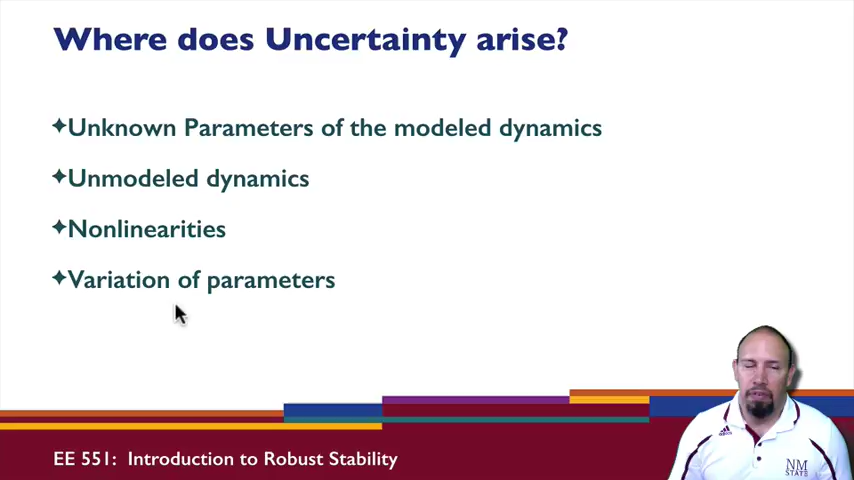 Where does Uncertainty arise?
✦Unknown Parameters of the modeled dynamics
✦Unmodeled dynamics
✦Nonlinearities
✦Variation of parameters
EE 551: Introduction to Robust Stability
NM
STATE